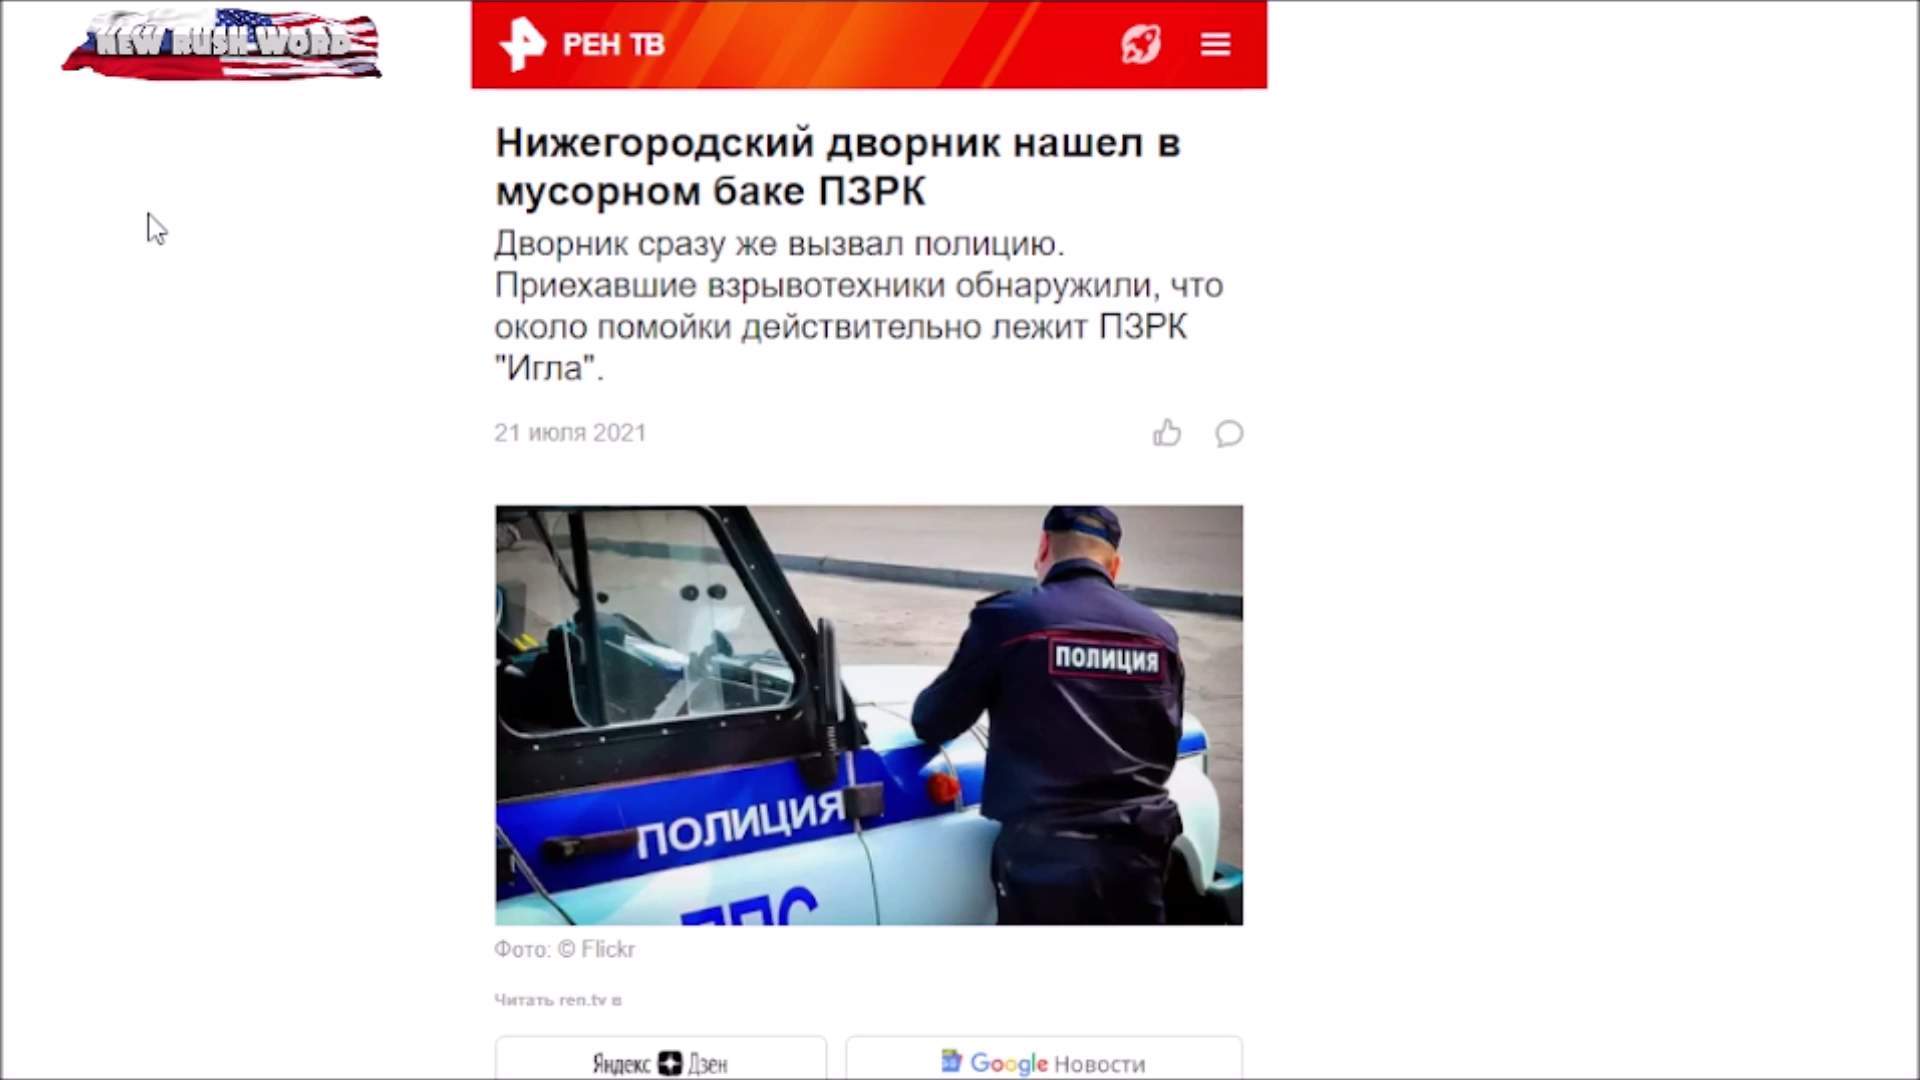 NEW RUSH WORD
РЕН ТВ
Нижегородский дворник нашел в
мусорном баке ПЗРК
Дворник сразу же вызвал полицию.
Приехавшие взрывотехники обнаружили, что
около помойки действительно лежит ПЗРК
"Игла".
21 июля 2021
ПОЛИЦИЯ
ПОЛИЦИЯ
ППС
Фото: © Flickr
Читать ren.tv в
Яндекс Дзен
Google Новости